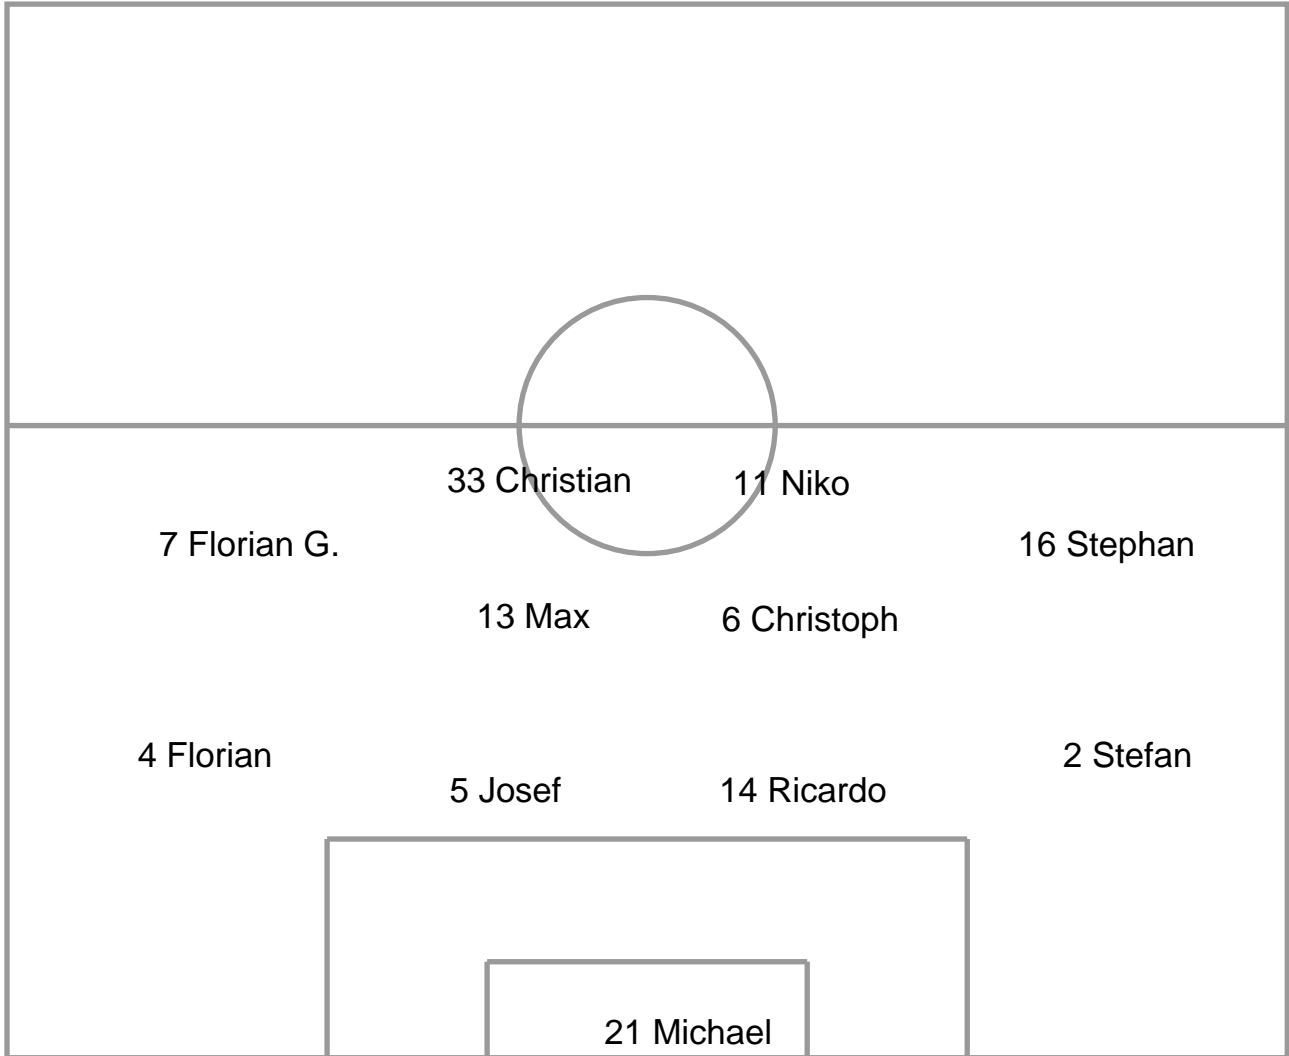 33 Christian
11 Niko
7 Florian G.
16 Stephan
13 Max
6 Christoph
4 Florian
2 Stefan
5 Josef
14 Ricardo
21 Michael